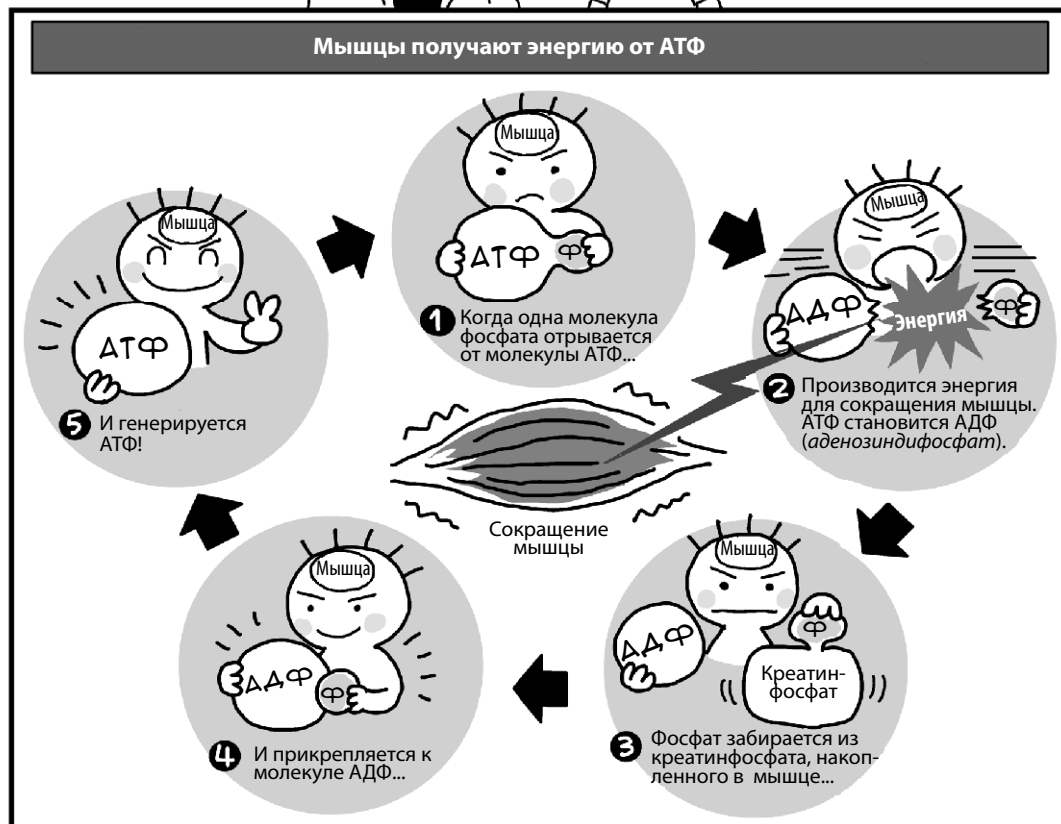 Мышцы получают энергию от АТФ
Мышца
АТФ
Ф
1 Когда одна молекула
фосфата отрывается
от молекулы АТФ...
Мышца
АДФ
Энергия
Ф
2 Производится энергия
для сокращения мышцы.
АТФ становится АДФ
(аденозиндифосфат).
Мышца
АДФ
Ф
Креатин-
фосфат
3 Фосфат забирается из
креатинфосфата, накоп-
ленного в мышце...
Мышца
АДФ
Ф
4 И прикрепляется к
молекуле АДФ...
Мышца
АТФ
5 И генерируется
АТФ!
Сокращение
мышцы